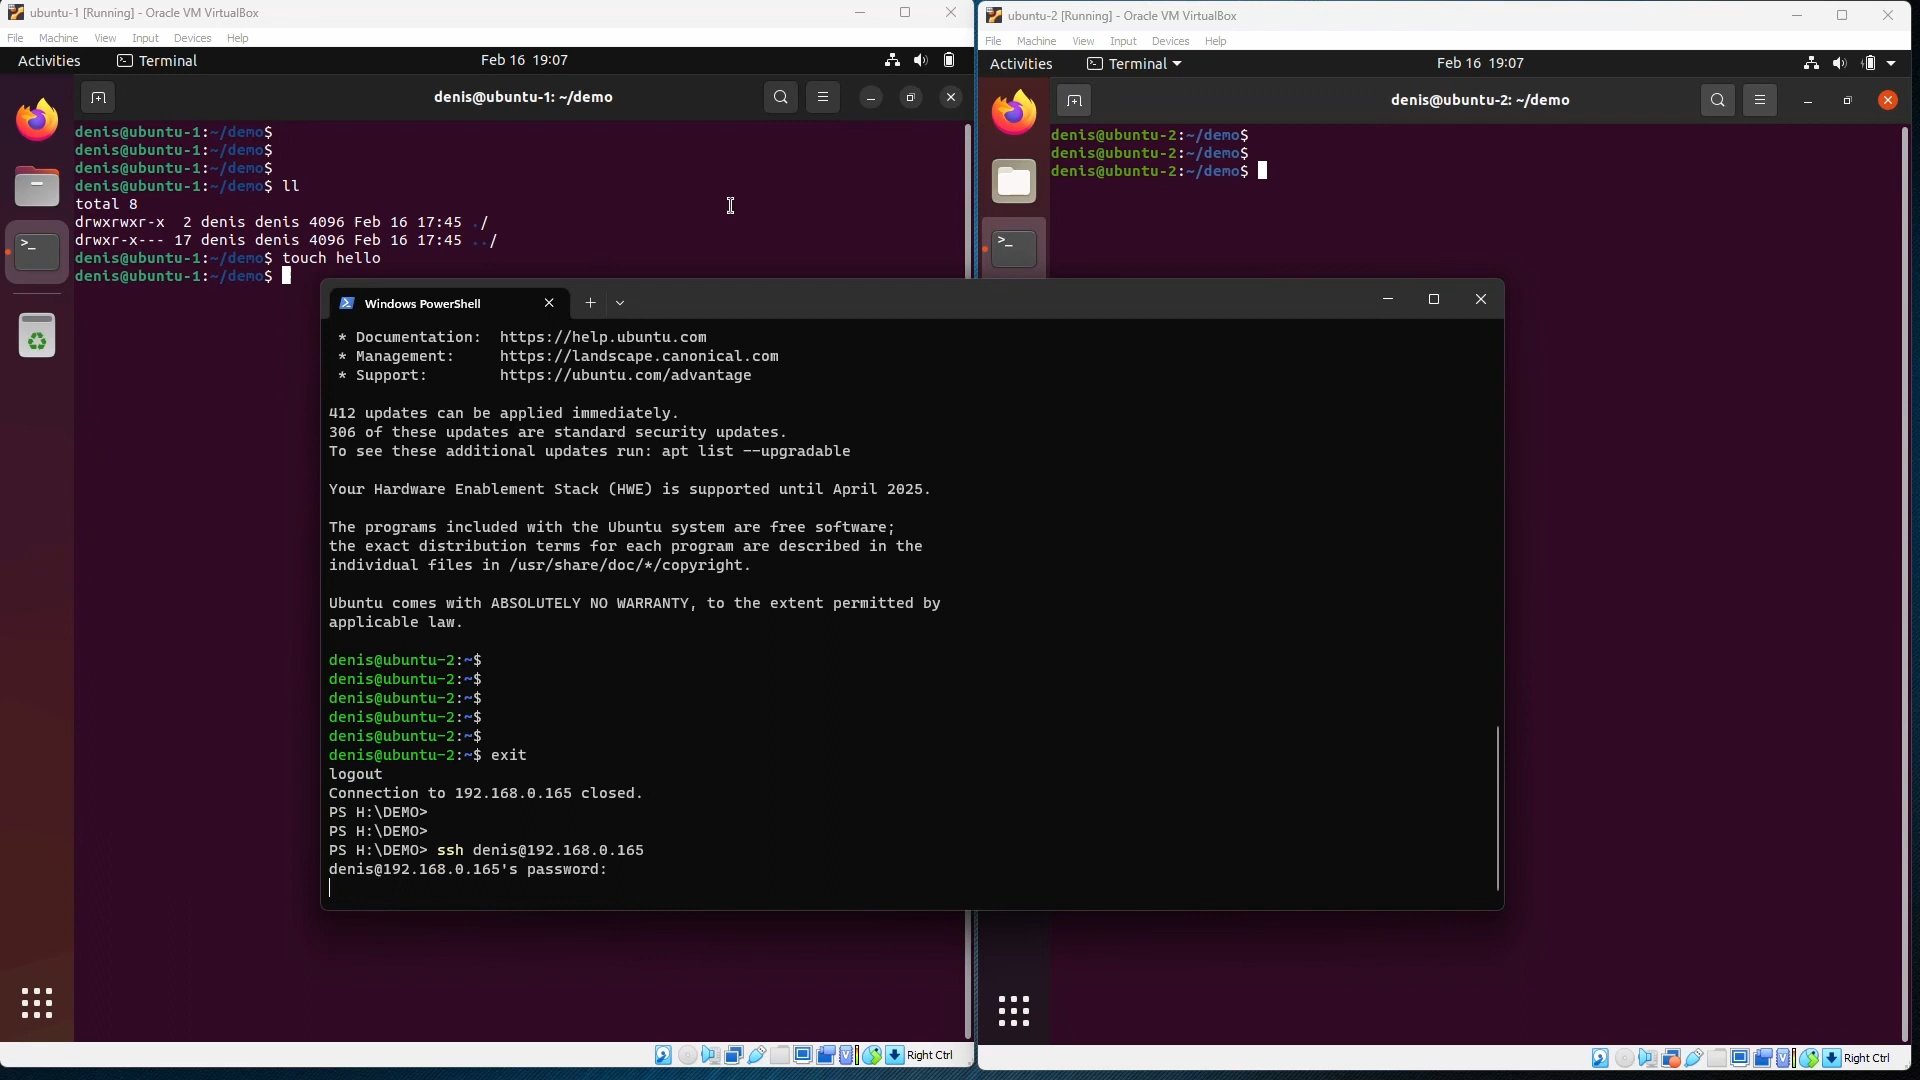 ubuntu-1 [Running] - Oracle VM VirtualBox
File Machine View Input Devices Help
Activities Terminal Feb 16 19:07
denis@ubuntu-1: ~/demo
denis@ubuntu-1:~/demo$
denis@ubuntu-1:~/demo$
denis@ubuntu-1:~/demo$
denis@ubuntu-1:~/demo$ ll
total 8
drwxrwxr-x  2 denis denis 4096 Feb 16 17:45 ./
drwxr-x--- 17 denis denis 4096 Feb 16 17:45 ../
denis@ubuntu-1:~/demo$ touch hello
denis@ubuntu-1:~/demo$
Right Ctrl
ubuntu-2 [Running] - Oracle VM VirtualBox
File Machine View Input Devices Help
Activities Terminal Feb 16 19:07
denis@ubuntu-2: ~/demo
denis@ubuntu-2:~/demo$
denis@ubuntu-2:~/demo$
denis@ubuntu-2:~/demo$
Right Ctrl
Windows PowerShell
* Documentation:  https://help.ubuntu.com
* Management:     https://landscape.canonical.com
* Support:        https://ubuntu.com/advantage
412 updates can be applied immediately.
306 of these updates are standard security updates.
To see these additional updates run: apt list --upgradable
Your Hardware Enablement Stack (HWE) is supported until April 2025.
The programs included with the Ubuntu system are free software;
the exact distribution terms for each program are described in the
individual files in /usr/share/doc/*/copyright.
Ubuntu comes with ABSOLUTELY NO WARRANTY, to the extent permitted by
applicable law.
denis@ubuntu-2:~$
denis@ubuntu-2:~$
denis@ubuntu-2:~$
denis@ubuntu-2:~$
denis@ubuntu-2:~$
denis@ubuntu-2:~$ exit
logout
Connection to 192.168.0.165 closed.
PS H:\DEMO>
PS H:\DEMO>
PS H:\DEMO> ssh denis@192.168.0.165
denis@192.168.0.165's password: